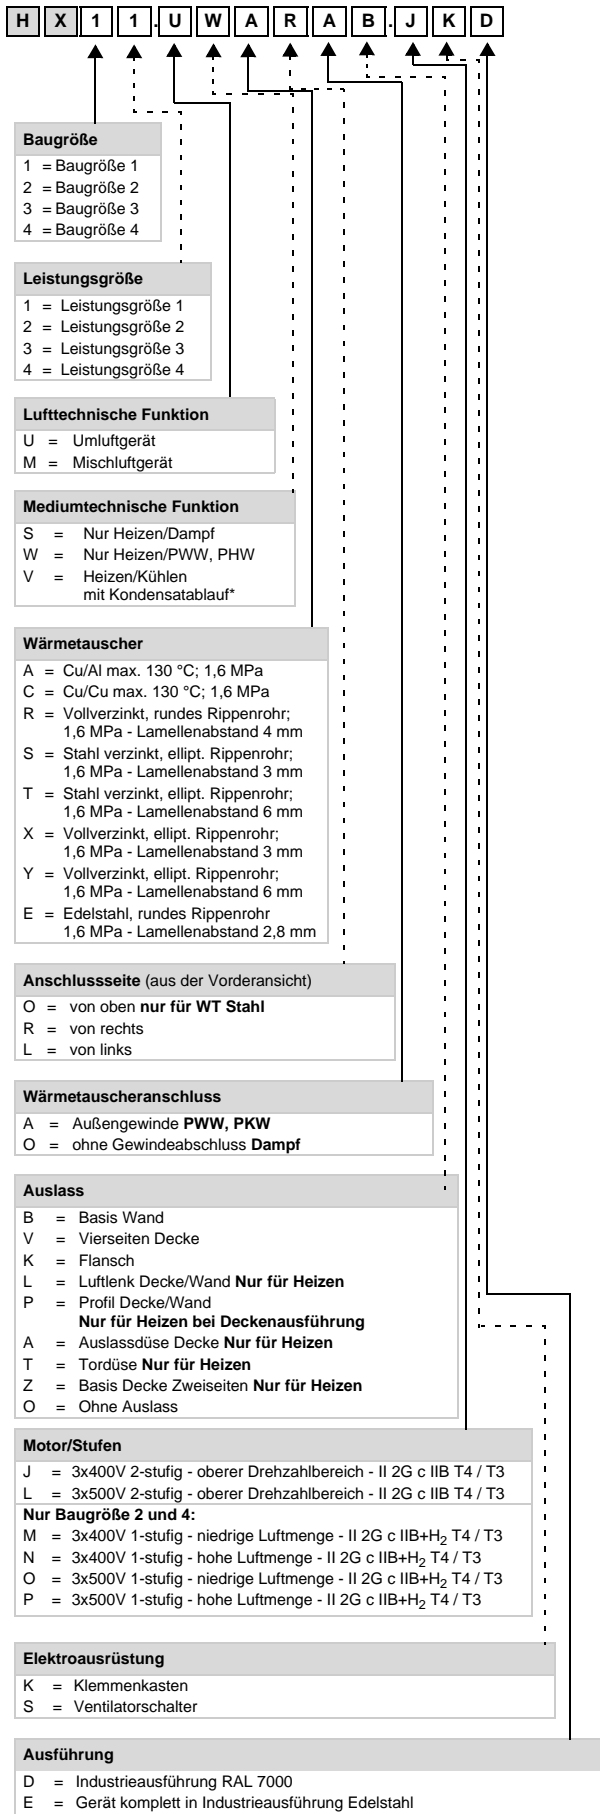 H X 1 1 . U W A R A B . J K D
Baugröße
1 = Baugröße 1
2 = Baugröße 2
3 = Baugröße 3
4 = Baugröße 4
Leistungsgröße
1 = Leistungsgröße 1
2 = Leistungsgröße 2
3 = Leistungsgröße 3
4 = Leistungsgröße 4
Lufttechnische Funktion
U = Umluftgerät
M = Mischluftgerät
Mediumtechnische Funktion
S = Nur Heizen/Dampf
W = Nur Heizen/PWW, PHW
V = Heizen/Kühlen
mit Kondensatablauf*
Wärmetauscher
A = Cu/Al max. 130 °C; 1,6 MPa
C = Cu/Cu max. 130 °C; 1,6 MPa
R = Vollverzinkt, rundes Rippenrohr;
1,6 MPa - Lamellenabstand 4 mm
S = Stahl verzinkt, ellipt. Rippenrohr;
1,6 MPa - Lamellenabstand 3 mm
T = Stahl verzinkt, ellipt. Rippenrohr;
1,6 MPa - Lamellenabstand 6 mm
X = Vollverzinkt, ellipt. Rippenrohr;
1,6 MPa - Lamellenabstand 3 mm
Y = Vollverzinkt, ellipt. Rippenrohr;
1,6 MPa - Lamellenabstand 6 mm
E = Edelstahl, rundes Rippenrohr
1,6 MPa - Lamellenabstand 2,8 mm
Anschlussseite (aus der Vorderansicht)
O = von oben nur für WT Stahl
R = von rechts
L = von links
Wärmetauscheranschluss
A = Außengewinde PWW, PKW
O = ohne Gewindeabschluss Dampf
Auslass
B = Basis Wand
V = Vierseiten Decke
K = Flansch
L = Luftlenk Decke/Wand Nur für Heizen
P = Profil Decke/Wand
Nur für Heizen bei Deckenausführung
A = Auslassdüse Decke Nur für Heizen
T = Tordüse Nur für Heizen
Z = Basis Decke Zweiseiten Nur für Heizen
O = Ohne Auslass
Motor/Stufen
J = 3x400V 2-stufig - oberer Drehzahlbereich - II 2G c IIB T4 / T3
L = 3x500V 2-stufig - oberer Drehzahlbereich - II 2G c IIB T4 / T3
Nur Baugröße 2 und 4:
M = 3x400V 1-stufig - niedrige Luftmenge - II 2G c IIB+H2 T4 / T3
N = 3x400V 1-stufig - hohe Luftmenge - II 2G c IIB+H2 T4 / T3
O = 3x500V 1-stufig - niedrige Luftmenge - II 2G c IIB+H2 T4 / T3
P = 3x500V 1-stufig - hohe Luftmenge - II 2G c IIB+H2 T4 / T3
Elektroausrüstung
K = Klemmenkasten
S = Ventilatorschalter
Ausführung
D = Industrieausführung RAL 7000
E = Gerät komplett in Industrieausführung Edelstahl